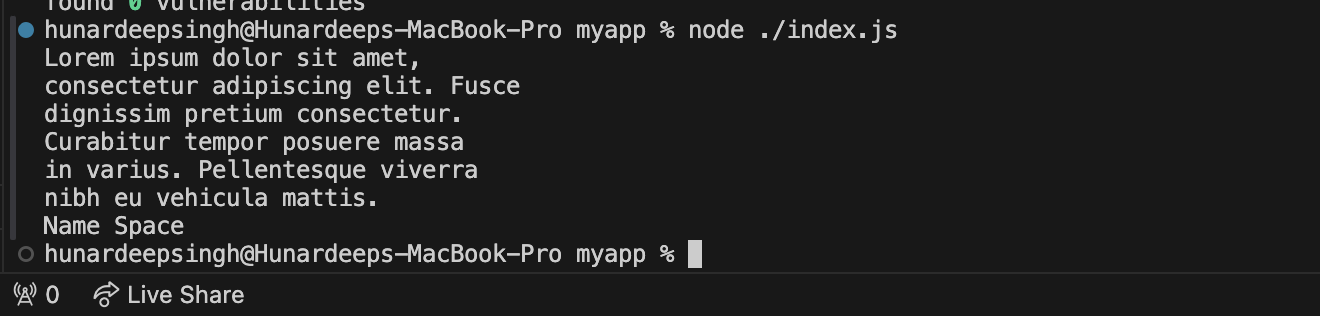 found 0 vulnerabilities
hunardeepsingh@Hunardeeps-MacBook-Pro myapp % node ./index.js
Lorem ipsum dolor sit amet,
consectetur adipiscing elit. Fusce
dignissim pretium consectetur.
Curabitur tempor posuere massa
in varius. Pellentesque viverra
nibh eu vehicula mattis.
Name Space
hunardeepsingh@Hunardeeps-MacBook-Pro myapp %
0 Live Share